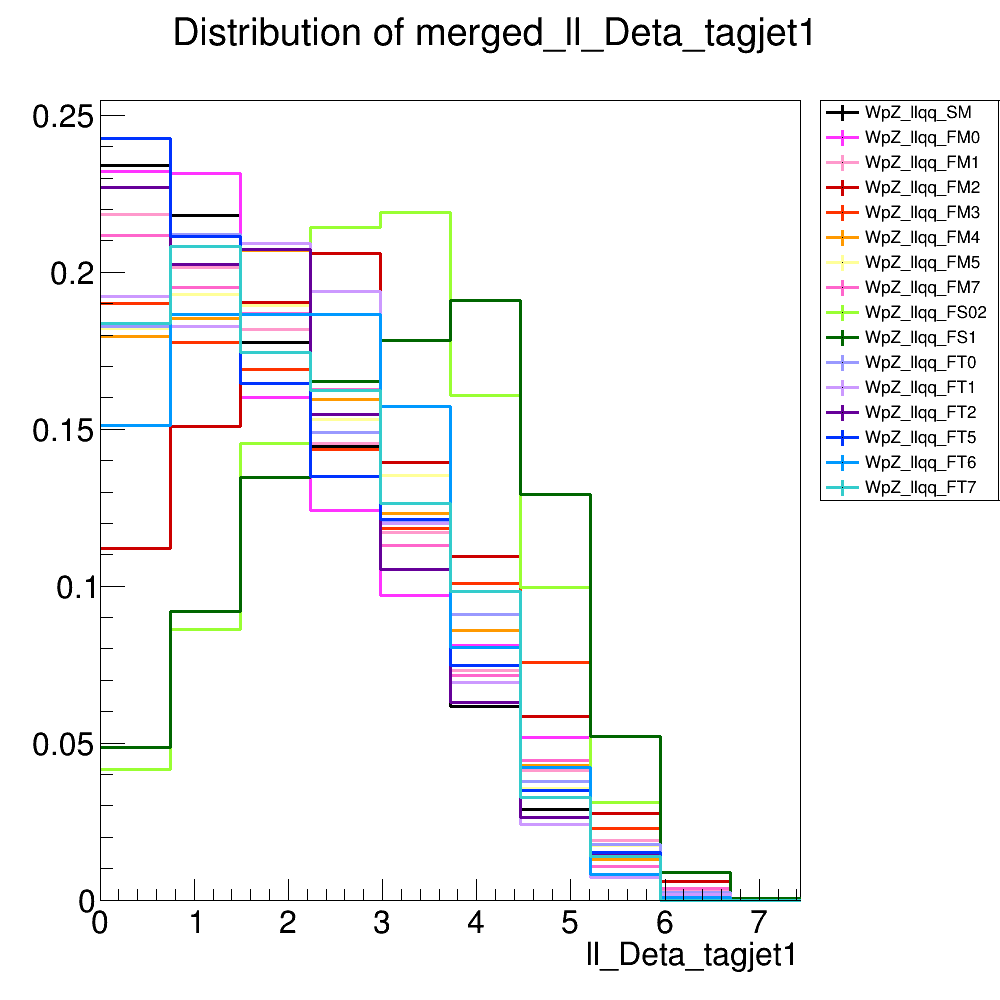 Distribution of merged_ll_Deta_tagjet1
0.25
0.2
0.15
0.1
0.05
0
0 1 2 3 4 5 6 7
ll_Deta_tagjet1
WpZ_llqq_SM
WpZ_llqq_FM0
WpZ_llqq_FM1
WpZ_llqq_FM2
WpZ_llqq_FM3
WpZ_llqq_FM4
WpZ_llqq_FM5
WpZ_llqq_FM7
WpZ_llqq_FS02
WpZ_llqq_FS1
WpZ_llqq_FT0
WpZ_llqq_FT1
WpZ_llqq_FT2
WpZ_llqq_FT5
WpZ_llqq_FT6
WpZ_llqq_FT7